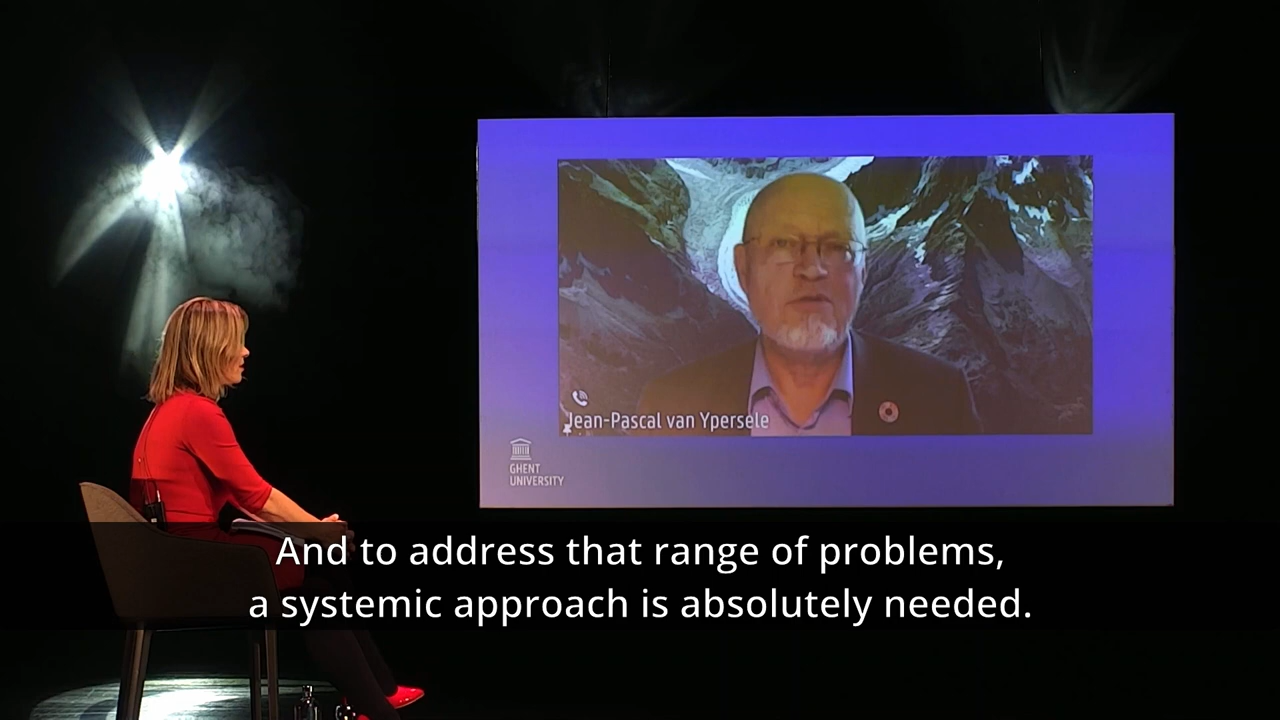 Jean-Pascal van Ypersele
GHENT
UNIVERSITY
And to address that range of problems,
a systemic approach is absolutely needed.